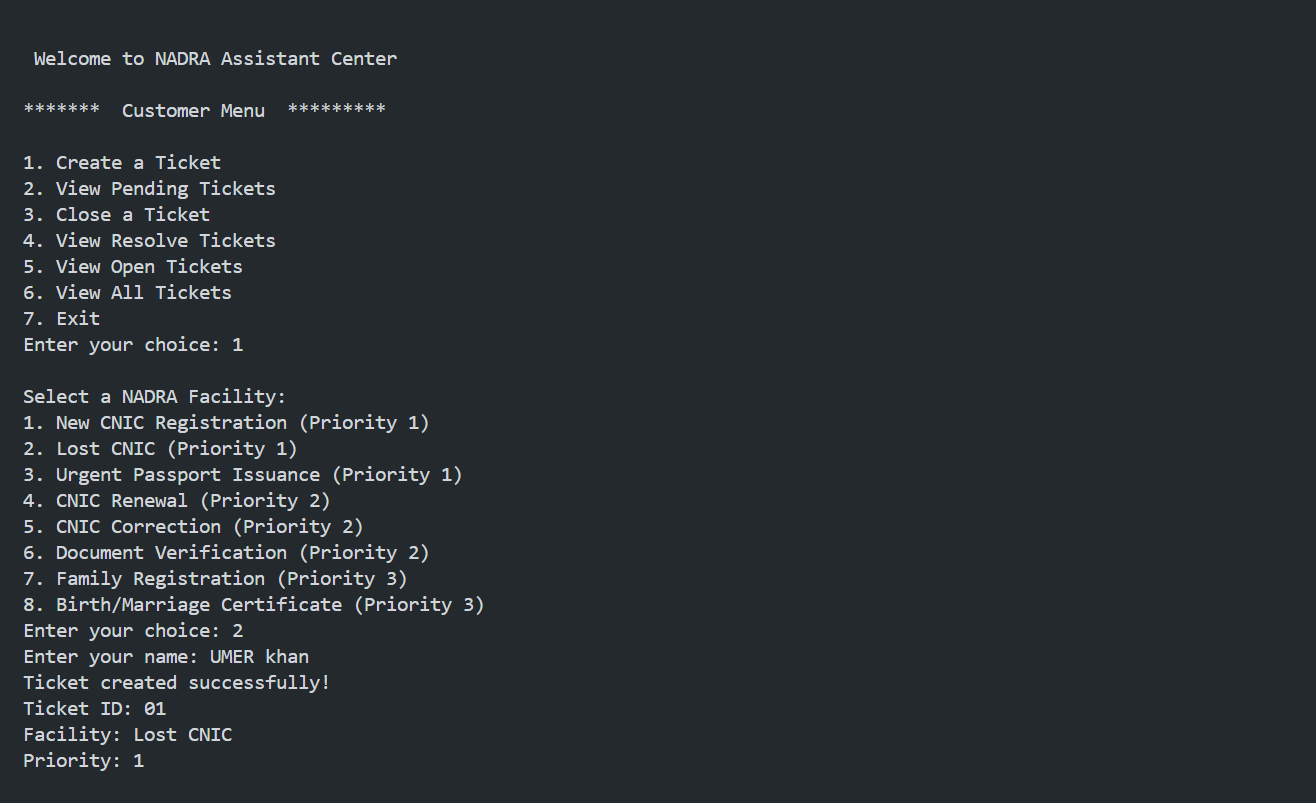 Welcome to NADRA Assistant Center
*******  Customer Menu  *********
1. Create a Ticket
2. View Pending Tickets
3. Close a Ticket
4. View Resolve Tickets
5. View Open Tickets
6. View All Tickets
7. Exit
Enter your choice: 1
Select a NADRA Facility:
1. New CNIC Registration (Priority 1)
2. Lost CNIC (Priority 1)
3. Urgent Passport Issuance (Priority 1)
4. CNIC Renewal (Priority 2)
5. CNIC Correction (Priority 2)
6. Document Verification (Priority 2)
7. Family Registration (Priority 3)
8. Birth/Marriage Certificate (Priority 3)
Enter your choice: 2
Enter your name: UMER khan
Ticket created successfully!
Ticket ID: 01
Facility: Lost CNIC
Priority: 1